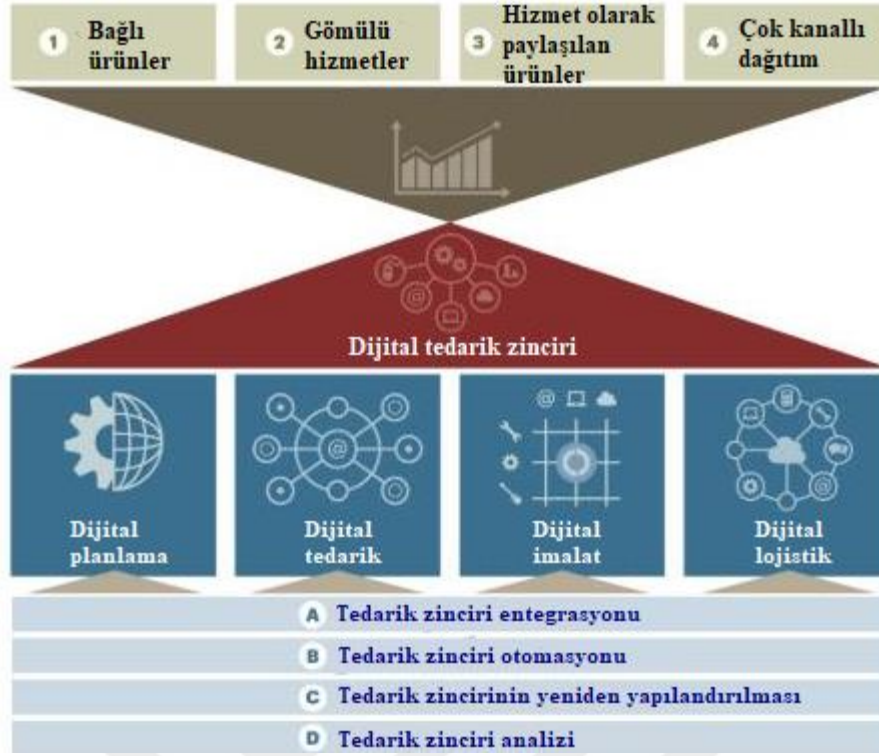 1 Bağlı
ürünler
2 Gömülü
hizmetler
3 Hizmet olarak
paylaşılan
ürünler
4 Çok kanallı
dağıtım
Dijital tedarik zinciri
Dijital
planlama
Dijital
tedarik
Dijital
imalat
Dijital
lojistik
A Tedarik zinciri entegrasyonu
B Tedarik zinciri otomasyonu
C Tedarik zincirinin yeniden yapılandırılması
D Tedarik zinciri analizi